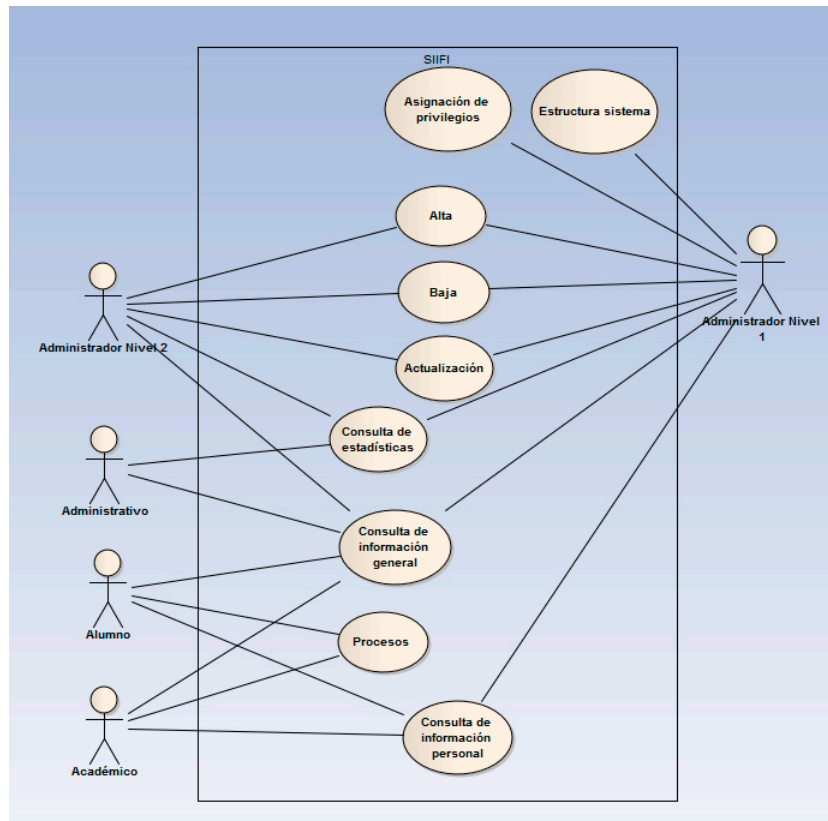 SIIFI
Asignación de
privilegios
Estructura sistema
Alta
Baja
Administrador Nivel
1
Administrador Nivel 2
Actualización
Consulta de
estadísticas
Administrativo
Consulta de
información
general
Alumno
Procesos
Consulta de
información
personal
Académico